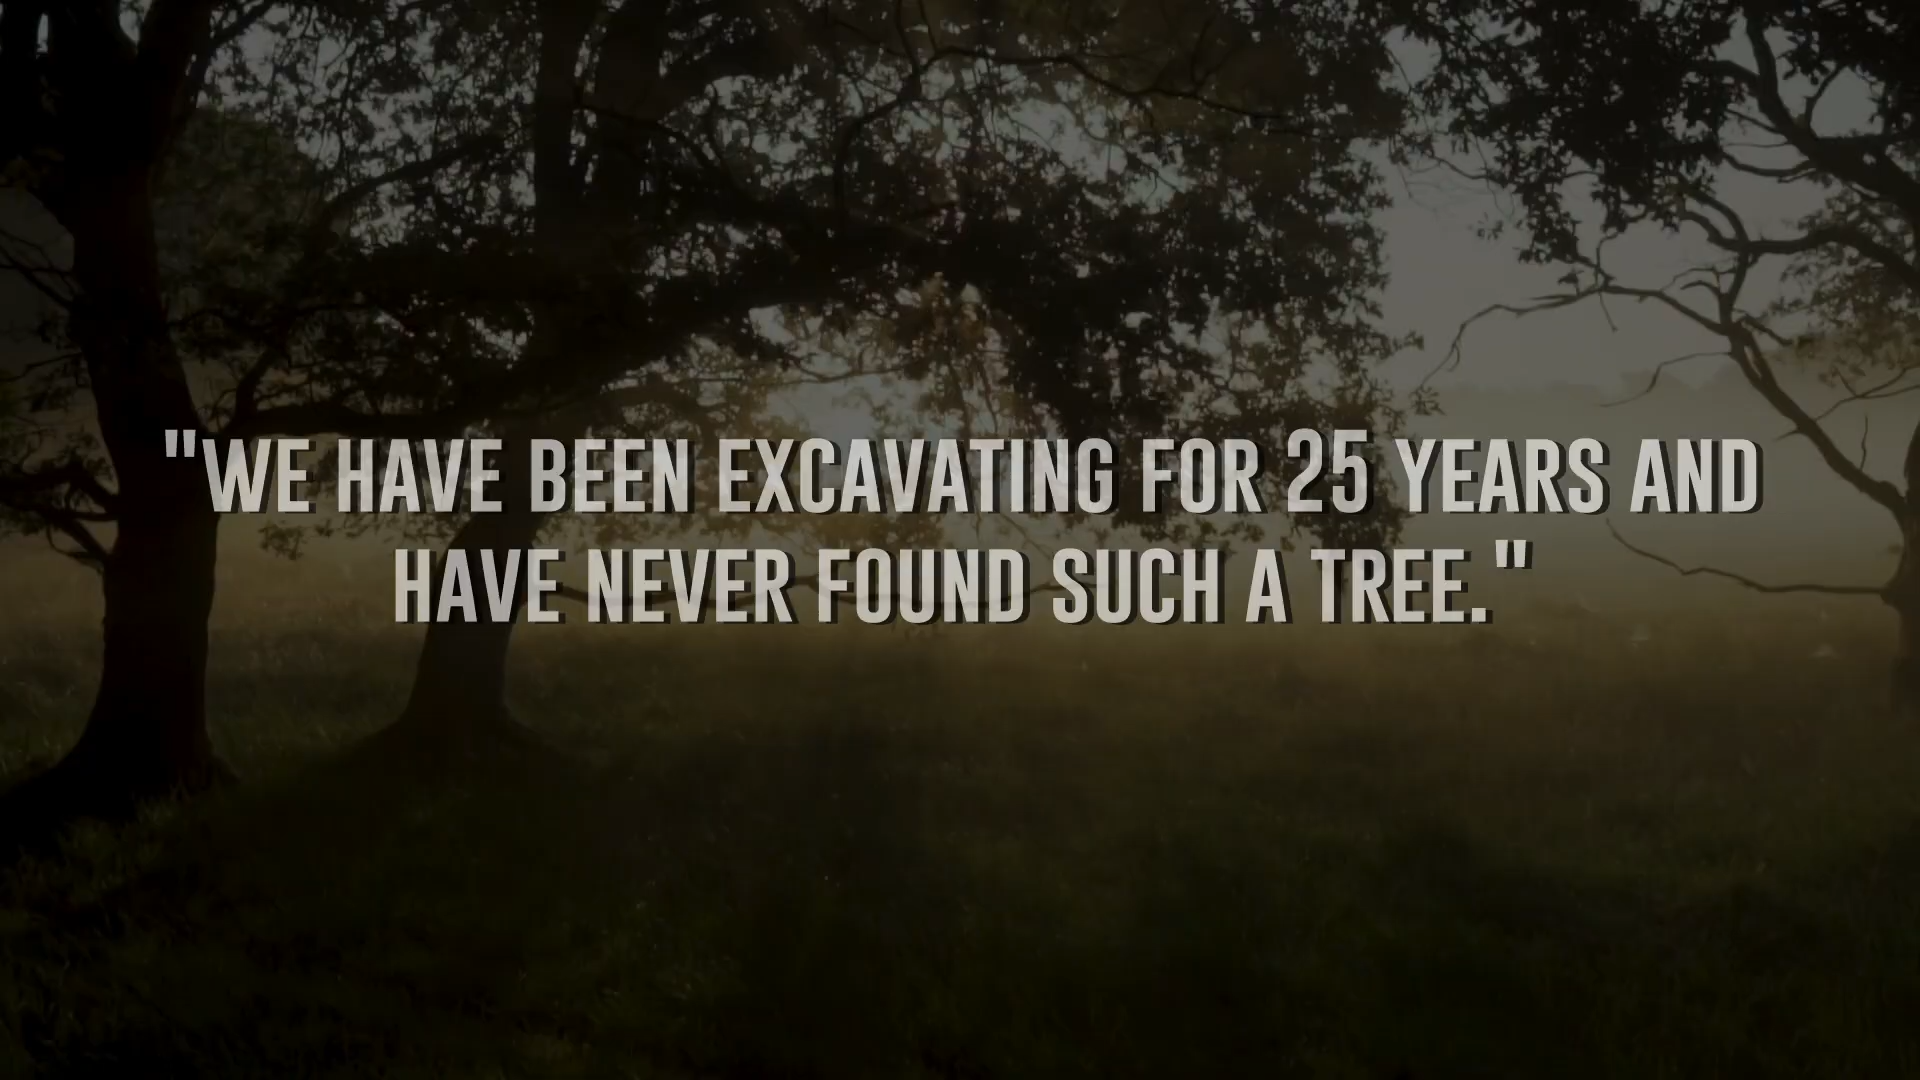 "WE HAVE BEEN EXCAVATING FOR 25 YEARS AND
HAVE NEVER FOUND SUCH A TREE."